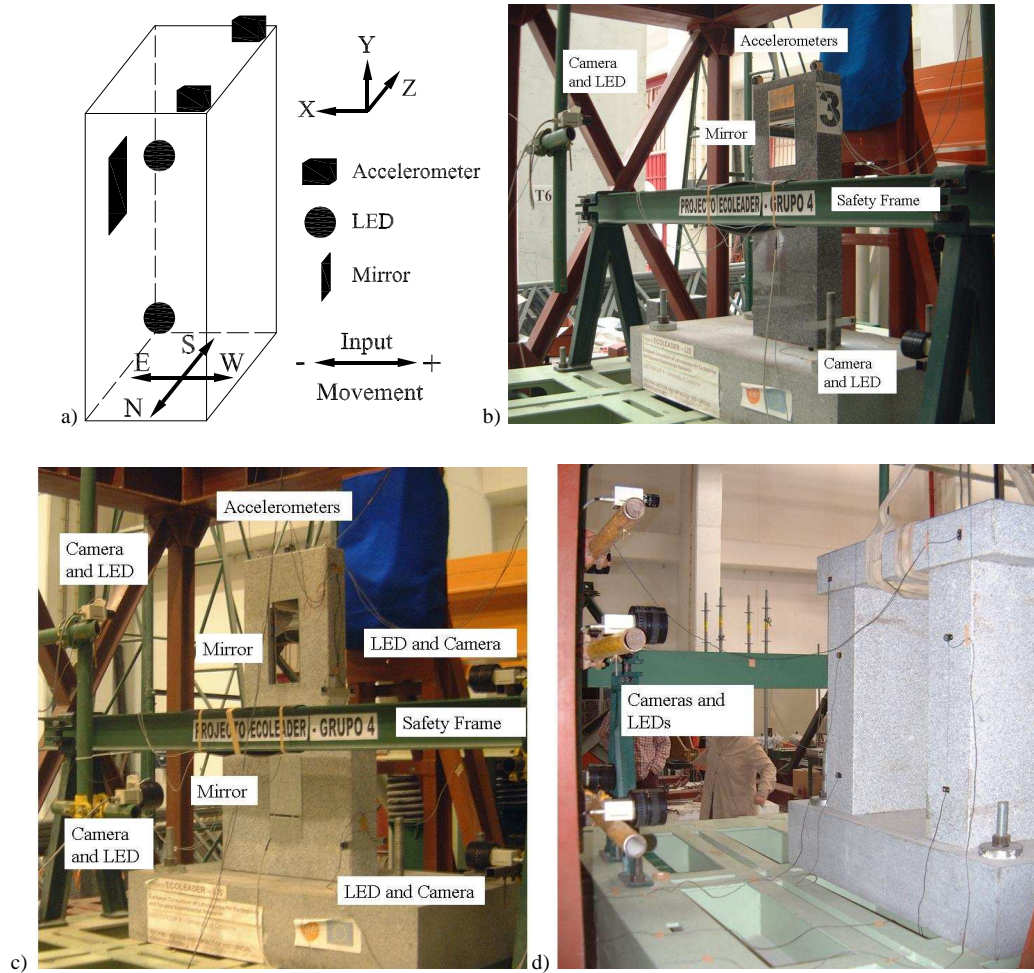 Y
Z
X
Accelerometer
LED
Mirror
S
E
W
N
- Input +
Movement
a)
Accelerometers
Camera
and LED
3
Mirror
T6
PROJECTO ECOLEADER - GRUPO 4
Safety Frame
ECOLEADER - LIS
Camera
and LED
b)
Accelerometers
Camera
and LED
Mirror
LED and Camera
PROJECTO ECOLEADER - GRUPO 4
Safety Frame
Mirror
Camera
and LED
LED and Camera
ECOLEADER - LIS
c)
Cameras and
LEDs
d)